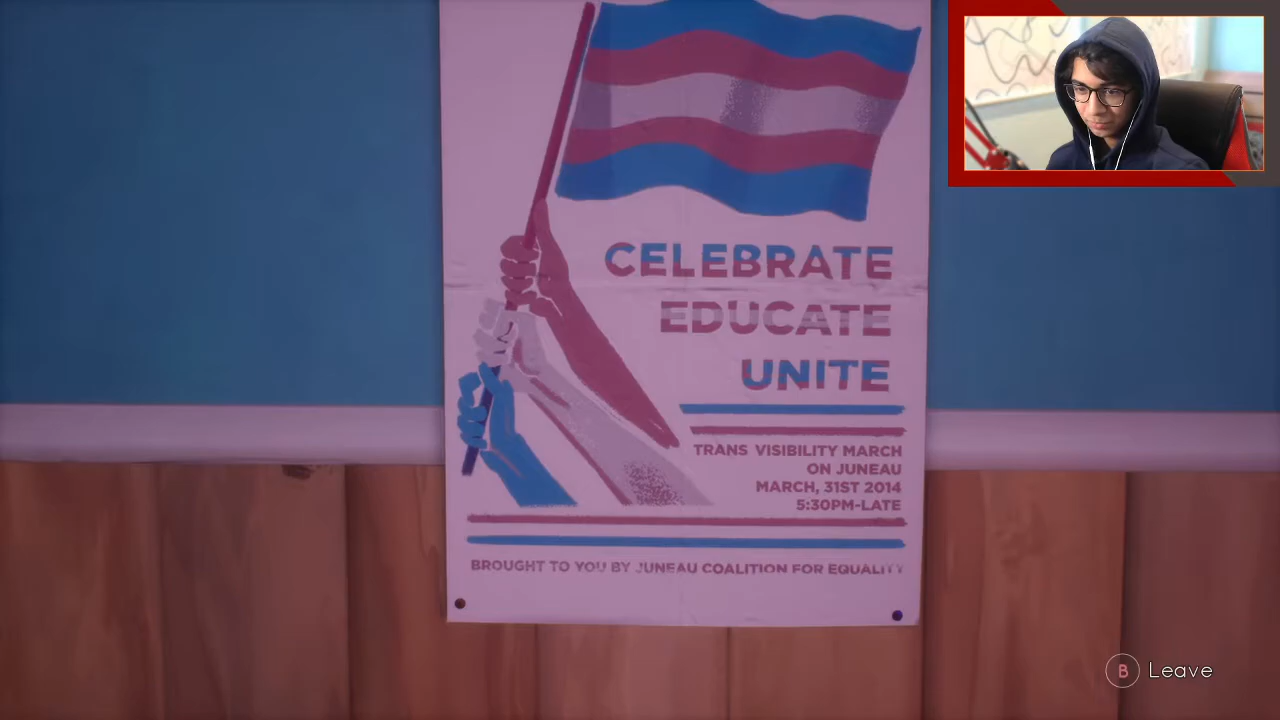 CELEBRATE
EDUCATE
UNITE
TRANS VISIBILITY MARCH
ON JUNEAU
MARCH, 31ST 2014
5:30PM-LATE
BROUGHT TO YOU BY JUNEAU COALITION FOR EQUALITY
B Leave